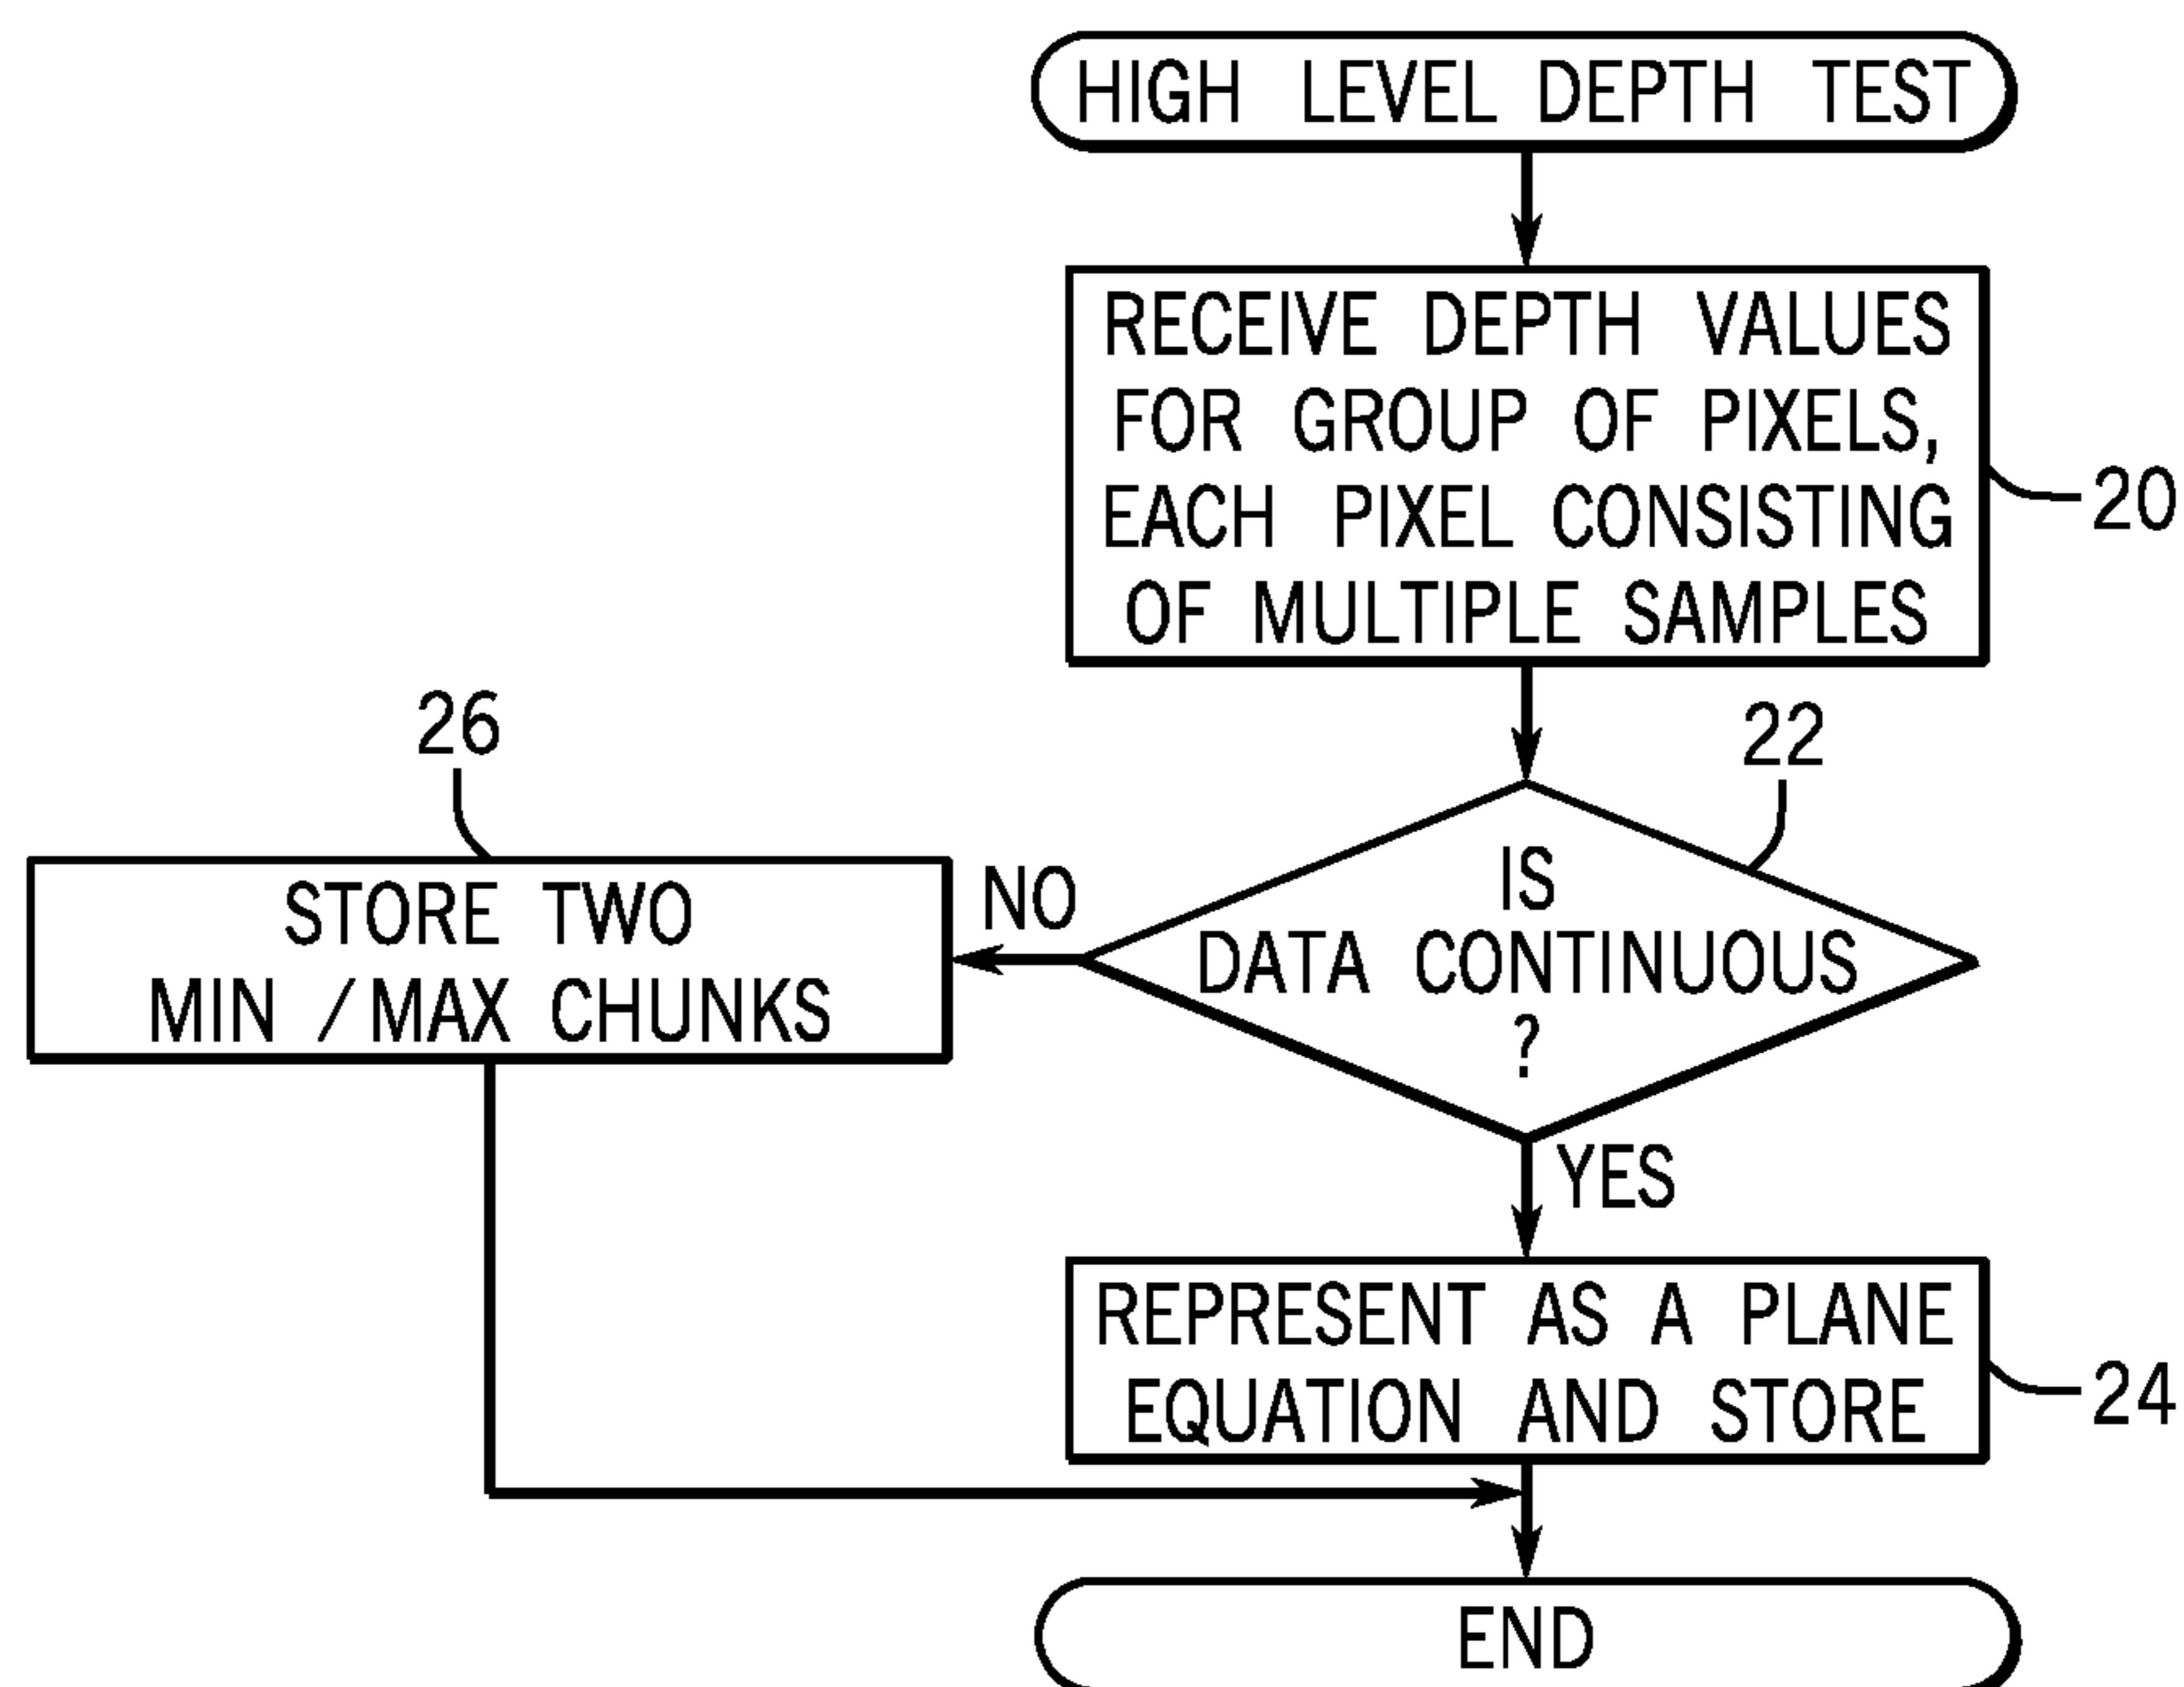 HIGH LEVEL DEPTH TEST
RECEIVE DEPTH VALUES
FOR GROUP OF PIXELS,
EACH PIXEL CONSISTING
OF MULTIPLE SAMPLES
20
22
IS
DATA CONTINUOUS
?
NO
26
STORE TWO
MIN / MAX CHUNKS
YES
REPRESENT AS A PLANE
EQUATION AND STORE
24
END